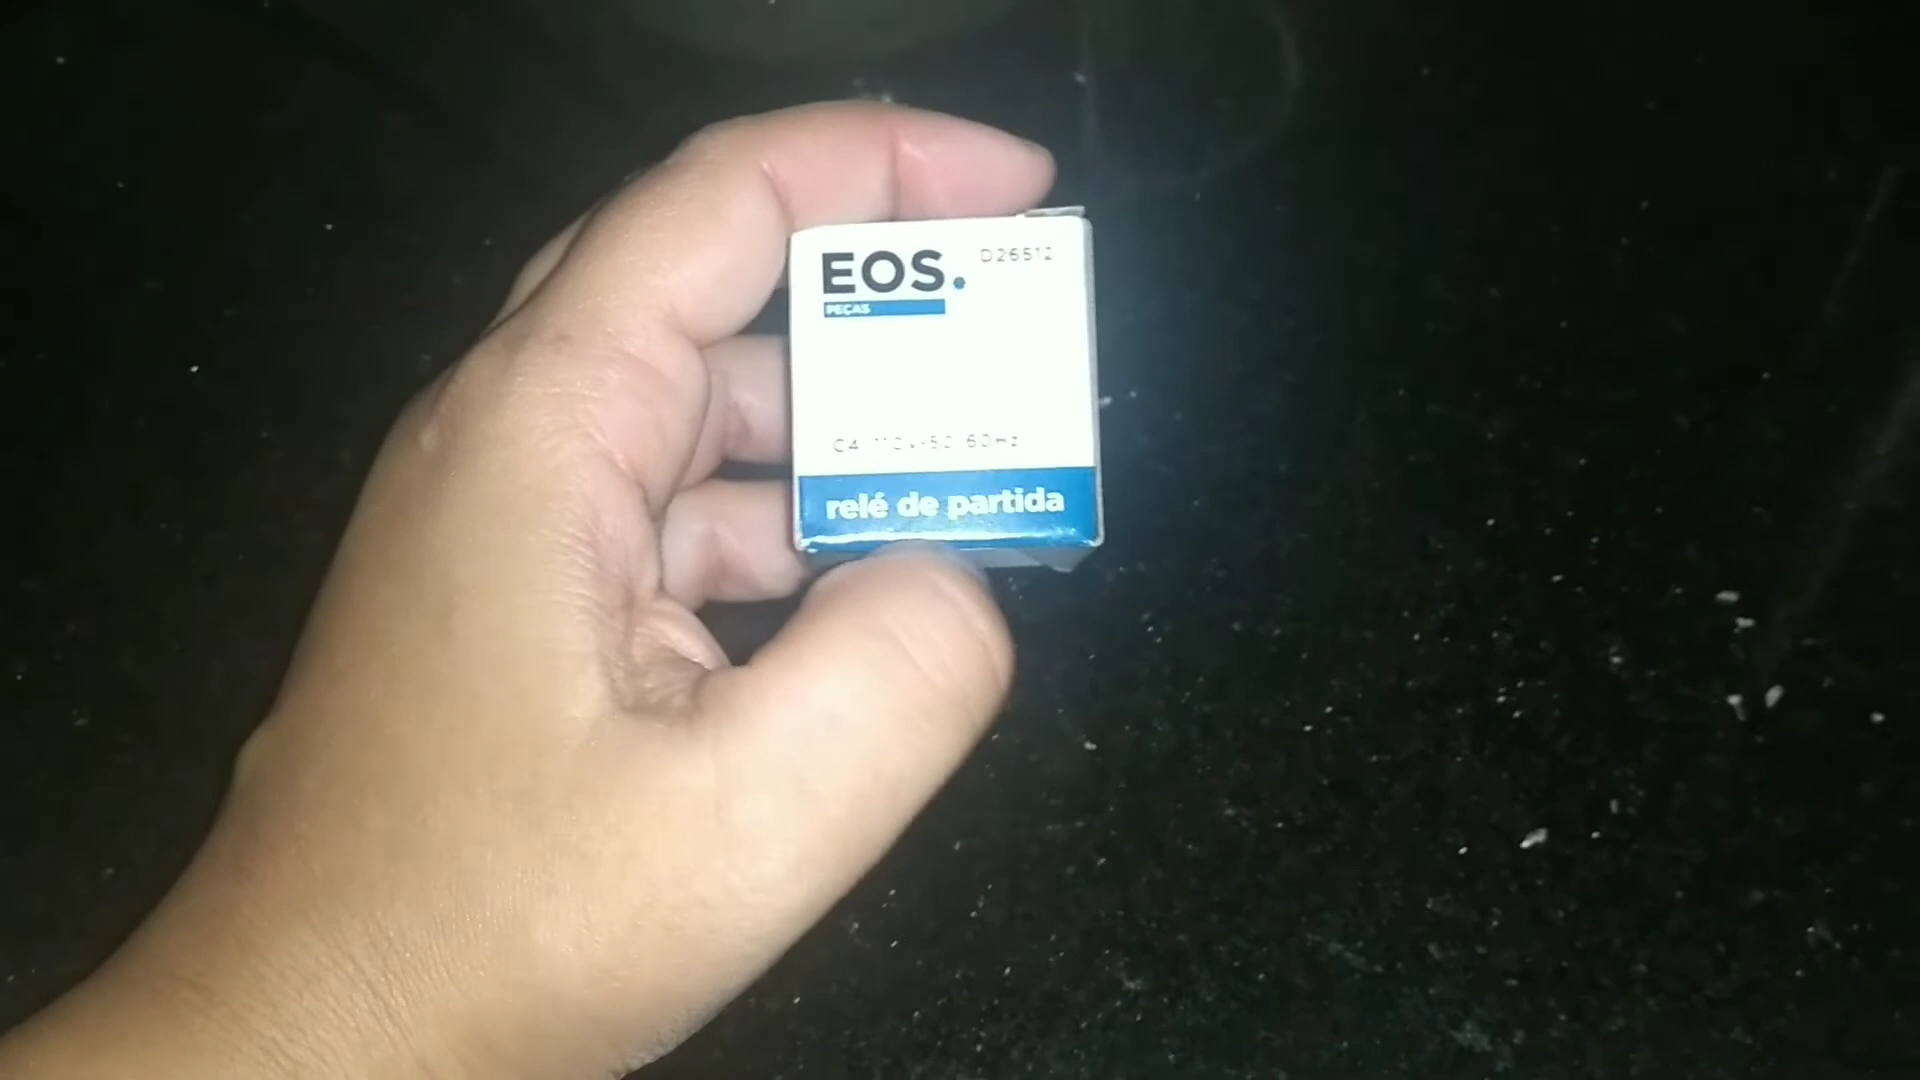 EOS. D26512
PEÇAS
C4 110v-50 60Hz
relé de partida